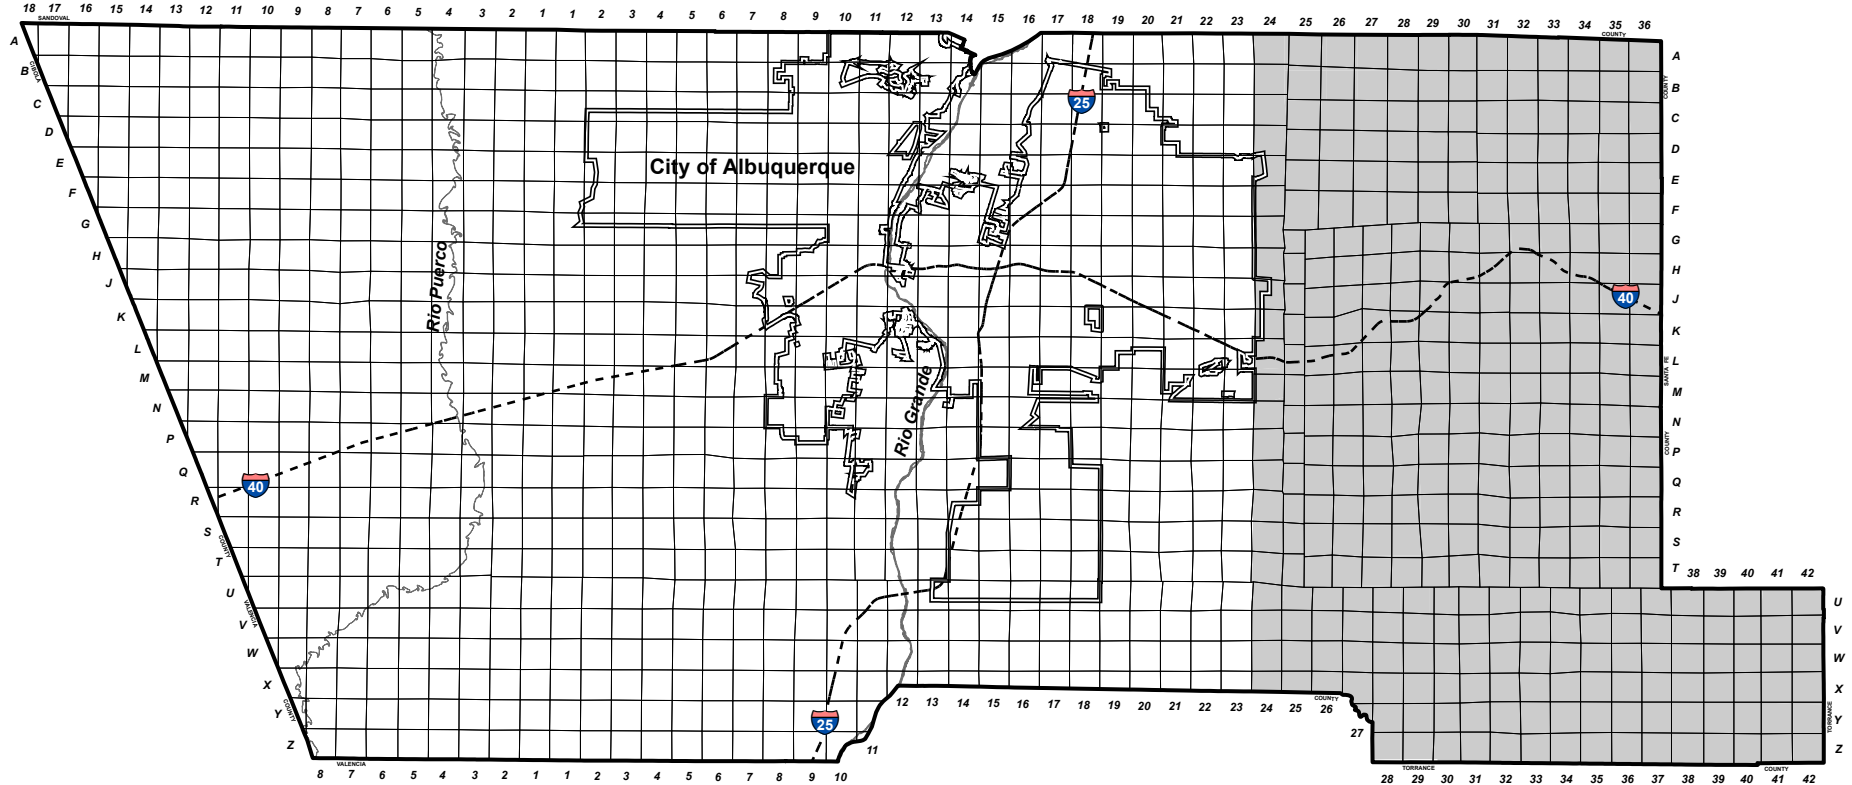 18 17 16 15 14 13 12 11 10 9 8 7 6 5 4 3 2 1 1 2 3 4 5 6 7 8 9 10 11 12 13 14 15 16 17 18 19 20 21 22 23 24 25 26 27 28 29 30 31 32 33 34 35 36
SANDOVAL COUNTY
A
B
C
D
E
F
G
H
J
K
L
M
N
P
Q
R
S
T
U
V
W
X
Y
Z
CIBOLA
COUNTY
VALENCIA
COUNTY
City of Albuquerque
Rio Puerco
Rio Grande
25
40
40
25
A
B
C
D
E
F
G
H
J
K
L
M
N
P
Q
R
S
T
COUNTY
SANTA FE
COUNTY
38 39 40 41 42
U
V
W
X
Y
Z
TORRANCE
12 13 14 15 16 17 18 19 20 21 22 23 24 25 26
COUNTY
27
11
VALENCIA
8 7 6 5 4 3 2 1 1 2 3 4 5 6 7 8 9 10
TORRANCE COUNTY
28 29 30 31 32 33 34 35 36 37 38 39 40 41 42